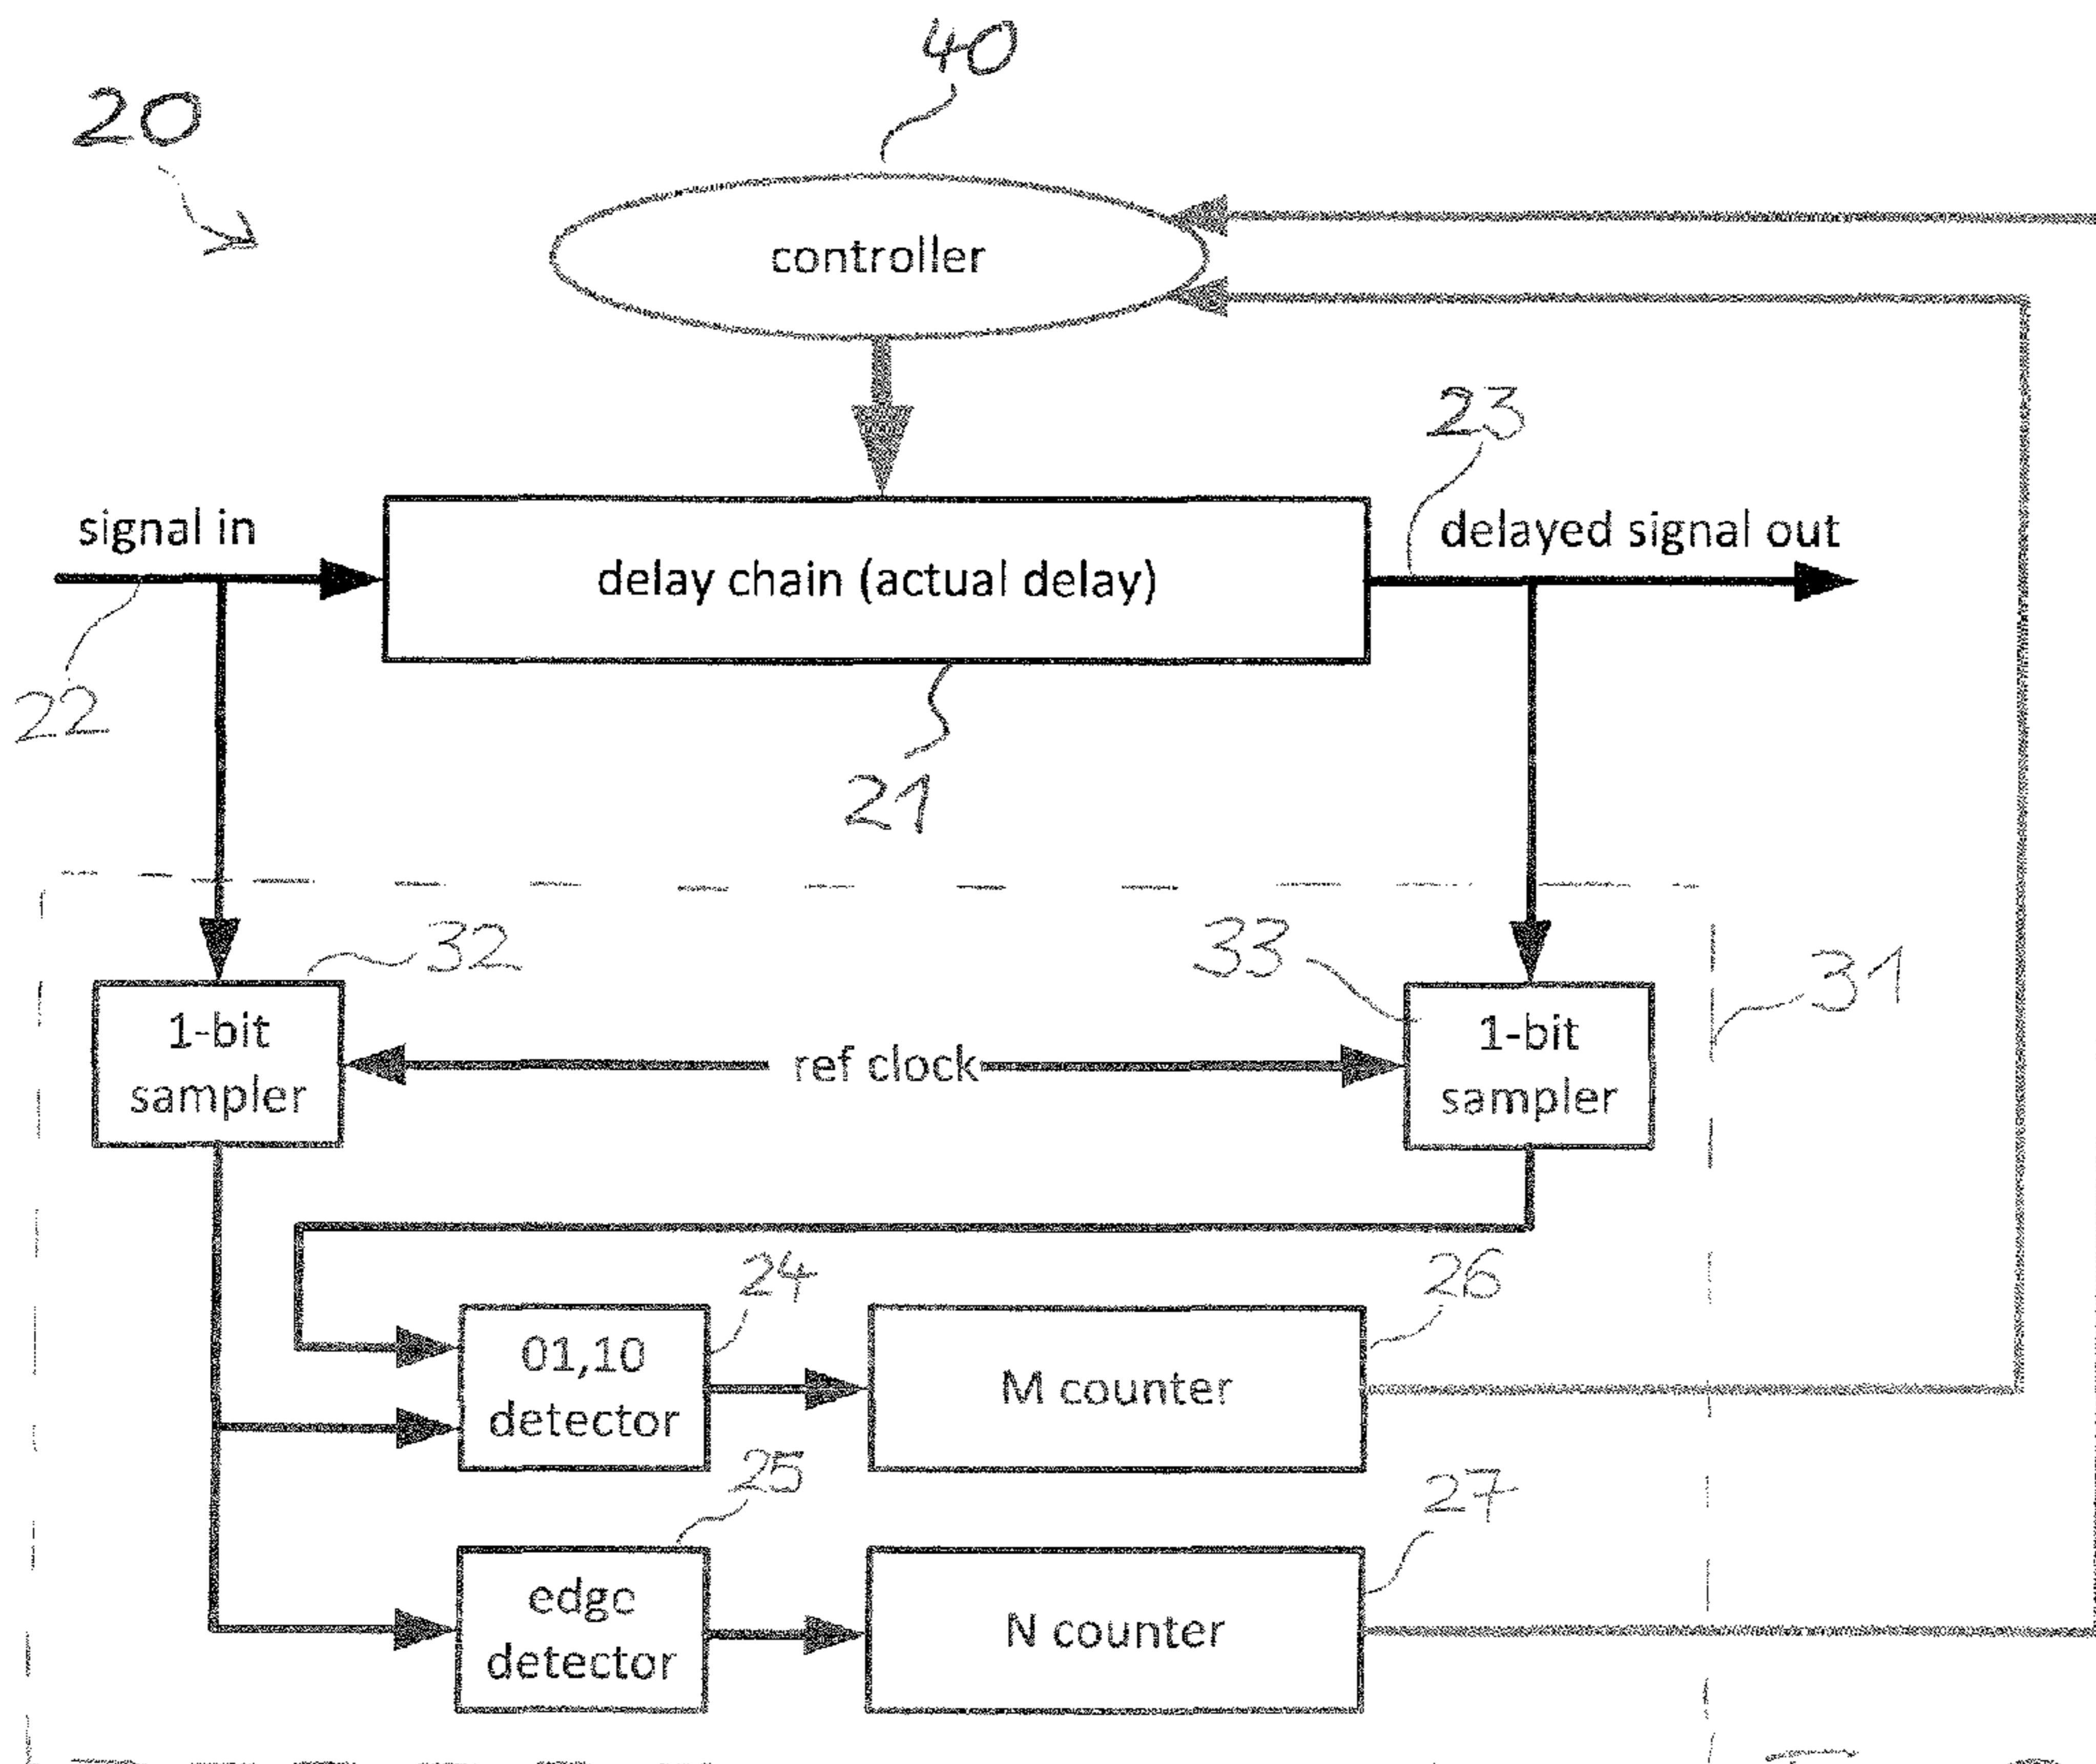 40
20
controller
23
signal in
delayed signal out
delay chain (actual delay)
22
21
32
33
31
1-bit
sampler
ref clock
1-bit
sampler
24
26
01,10
detector
M counter
25
27
edge
detector
N counter